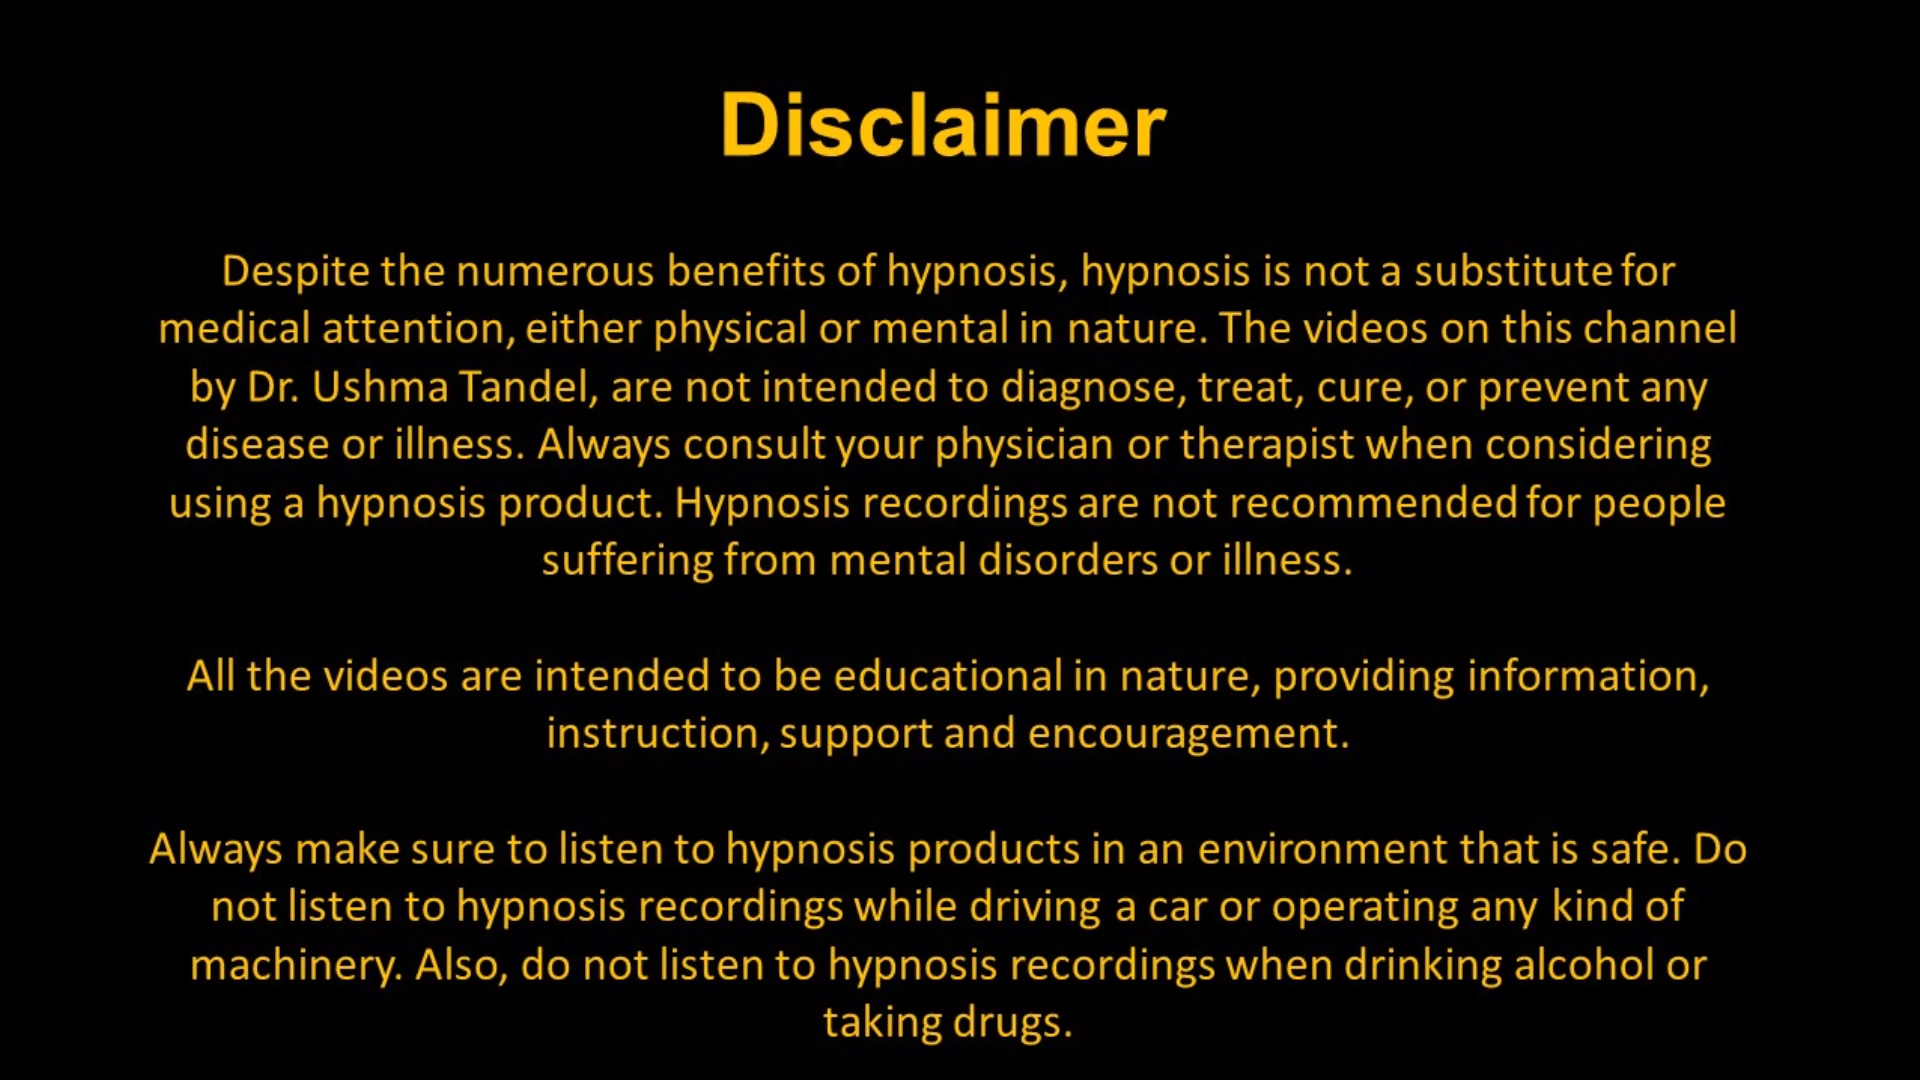 Disclaimer
Despite the numerous benefits of hypnosis, hypnosis is not a substitute for
medical attention, either physical or mental in nature. The videos on this channel
by Dr. Ushma Tandel, are not intended to diagnose, treat, cure, or prevent any
disease or illness. Always consult your physician or therapist when considering
using a hypnosis product. Hypnosis recordings are not recommended for people
suffering from mental disorders or illness.
All the videos are intended to be educational in nature, providing information,
instruction, support and encouragement.
Always make sure to listen to hypnosis products in an environment that is safe. Do
not listen to hypnosis recordings while driving a car or operating any kind of
machinery. Also, do not listen to hypnosis recordings when drinking alcohol or
taking drugs.